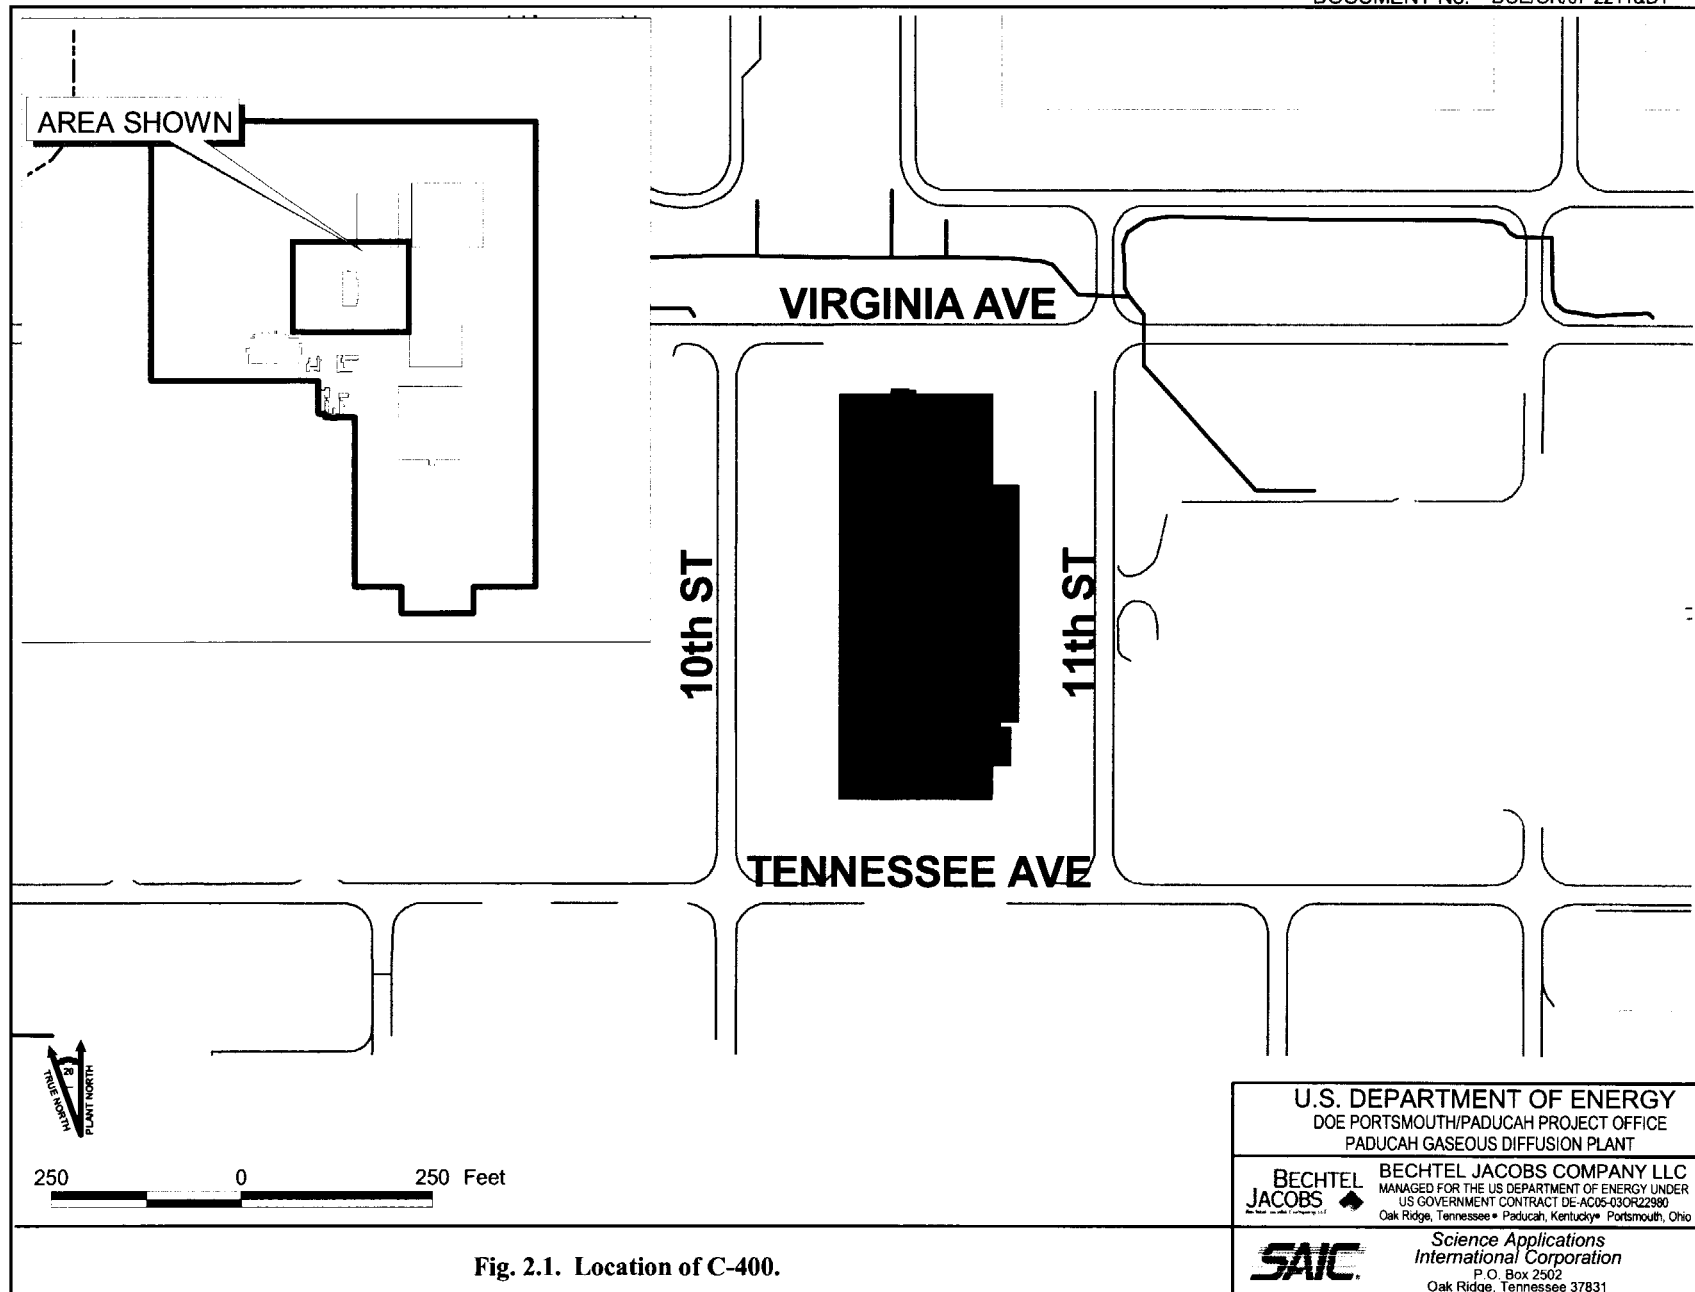 AREA SHOWN
VIRGINIA AVE
10th ST
11th ST
TENNESSEE AVE
20
TRUE NORTH
PLANT NORTH
250 0 250 Feet
Fig. 2.1. Location of C-400.
U.S. DEPARTMENT OF ENERGY
DOE PORTSMOUTH/PADUCAH PROJECT OFFICE
PADUCAH GASEOUS DIFFUSION PLANT
BECHTEL
JACOBS
BECHTEL JACOBS COMPANY LLC
MANAGED FOR THE US DEPARTMENT OF ENERGY UNDER
US GOVERNMENT CONTRACT DE-AC05-03OR22980
Oak Ridge, Tennessee • Paducah, Kentucky • Portsmouth, Ohio
SAIC
Science Applications
International Corporation
P.O. Box 2502
Oak Ridge, Tennessee 37831